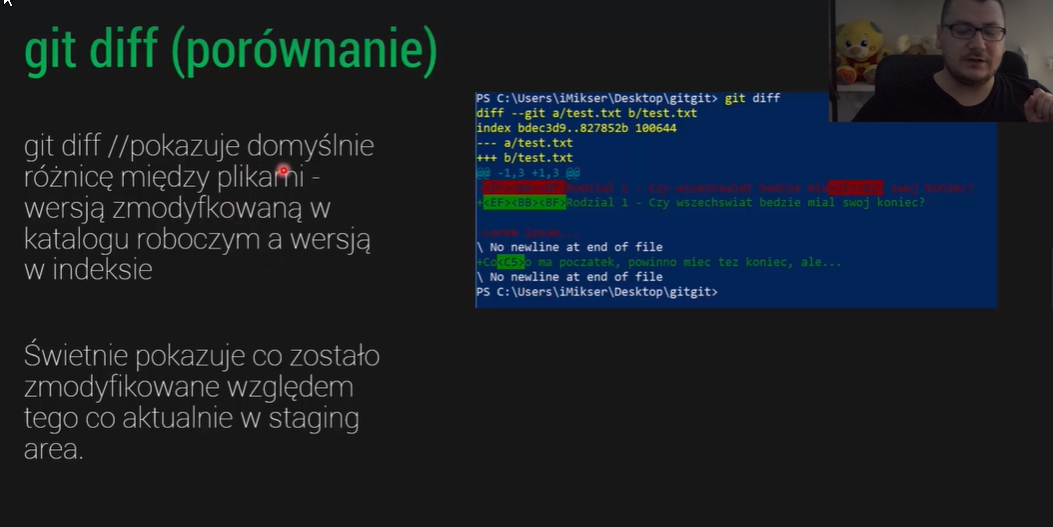 git diff (porównanie)
git diff //pokazuje domyślnie
różnicę między plikami -
wersją zmodyfkowaną w
katalogu roboczym a wersją
w indeksie
Świetnie pokazuje co zostało
zmodyfikowane względem
tego co aktualnie w staging
area.
PS C:\Users\iMikser\Desktop\gitgit> git diff
diff --git a/test.txt b/test.txt
index bdec3d9..827852b 100644
--- a/test.txt
+++ b/test.txt
@@ -1,3 +1,3 @@
Rodzial 1 - Czy wszechswiat bedzie swoj koniec?
+<EF><BB><BF>Rodzial 1 - Czy wszechswiat bedzie mial swoj koniec?
\ No newline at end of file
+Co<C5>o ma poczatek, powinno miec tez koniec, ale...
\ No newline at end of file
PS C:\Users\iMikser\Desktop\gitgit>